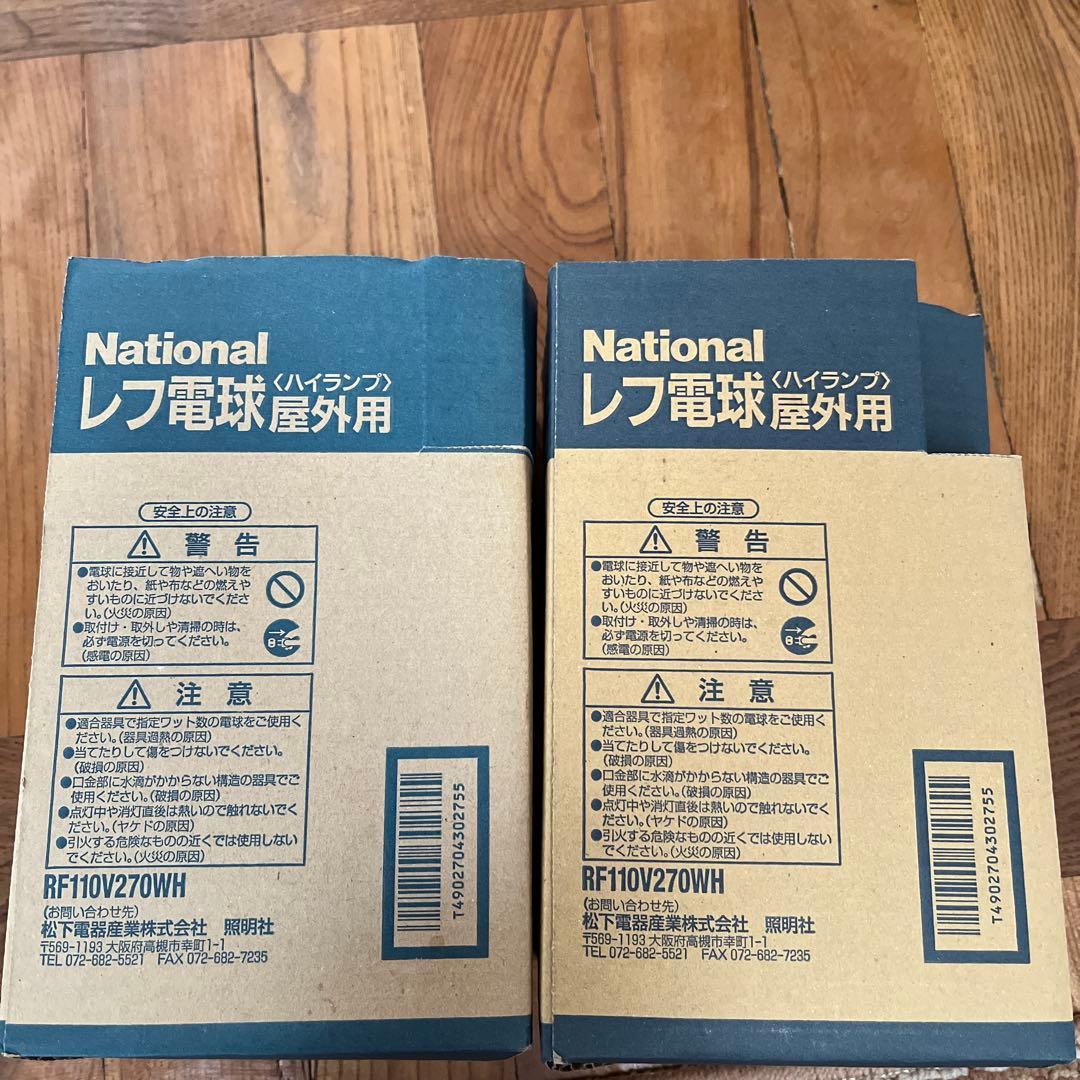 National
レフ電球〈ハイランプ〉屋外用
安全上の注意
警告
●電球に接近して物や遮へい物を
おいたり、紙や布などの燃えや
すいものに近づけないでくださ
い。(火災の原因)
●取付け・取外しや清掃の時は、
必ず電源を切ってください。
(感電の原因)
注意
●適合器具で指定ワット数の電球をご使用く
ださい。(器具過熱の原因)
●当てたりして傷をつけないでください。
(破損の原因)
●口金部に水滴がかからない構造の器具でご
使用ください。(破損の原因)
●点灯中や消灯直後は熱いので触れないでく
ださい。(ヤケドの原因)
●引火する危険なものの近くでは使用しない
でください。(火災の原因)
RF110V270WH
(お問い合わせ先)
松下電器産業株式会社 照明社
〒569-1193 大阪府高槻市幸町1-1
TEL 072-682-5521 FAX 072-682-7235
T4902704302755
National
レフ電球〈ハイランプ〉屋外用
安全上の注意
警告
●電球に接近して物や遮へい物を
おいたり、紙や布などの燃えや
すいものに近づけないでくださ
い。(火災の原因)
●取付け・取外しや清掃の時は、
必ず電源を切ってください。
(感電の原因)
注意
●適合器具で指定ワット数の電球をご使用く
ださい。(器具過熱の原因)
●当てたりして傷をつけないでください。
(破損の原因)
●口金部に水滴がかからない構造の器具でご
使用ください。(破損の原因)
●点灯中や消灯直後は熱いので触れないでく
ださい。(ヤケドの原因)
●引火する危険なものの近くでは使用しない
でください。(火災の原因)
RF110V270WH
(お問い合わせ先)
松下電器産業株式会社 照明社
〒569-1193 大阪府高槻市幸町1-1
TEL 072-682-5521 FAX 072-682-7235
T4902704302755